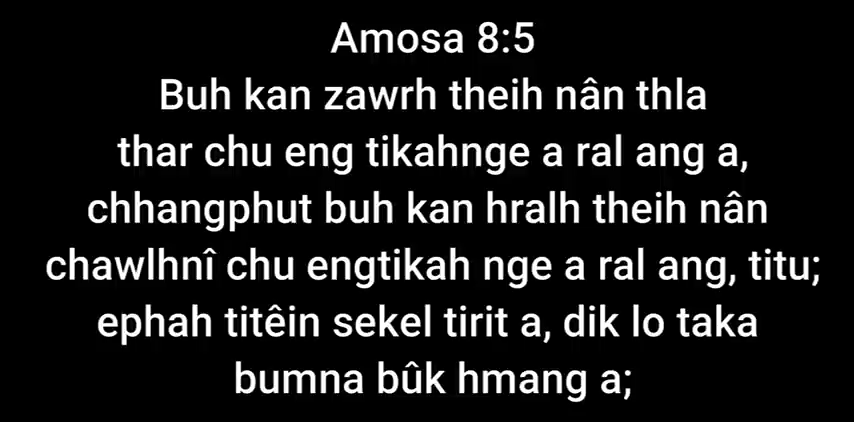 Amosa 8:5
Buh kan zawrh theih nân thla
thar chu eng tikahnge a ral ang a,
chhangphut buh kan hralh theih nân
chawlhnî chu engtikah nge a ral ang, titu;
ephah titêin sekel tirit a, dik lo taka
bumna bûk hmang a;